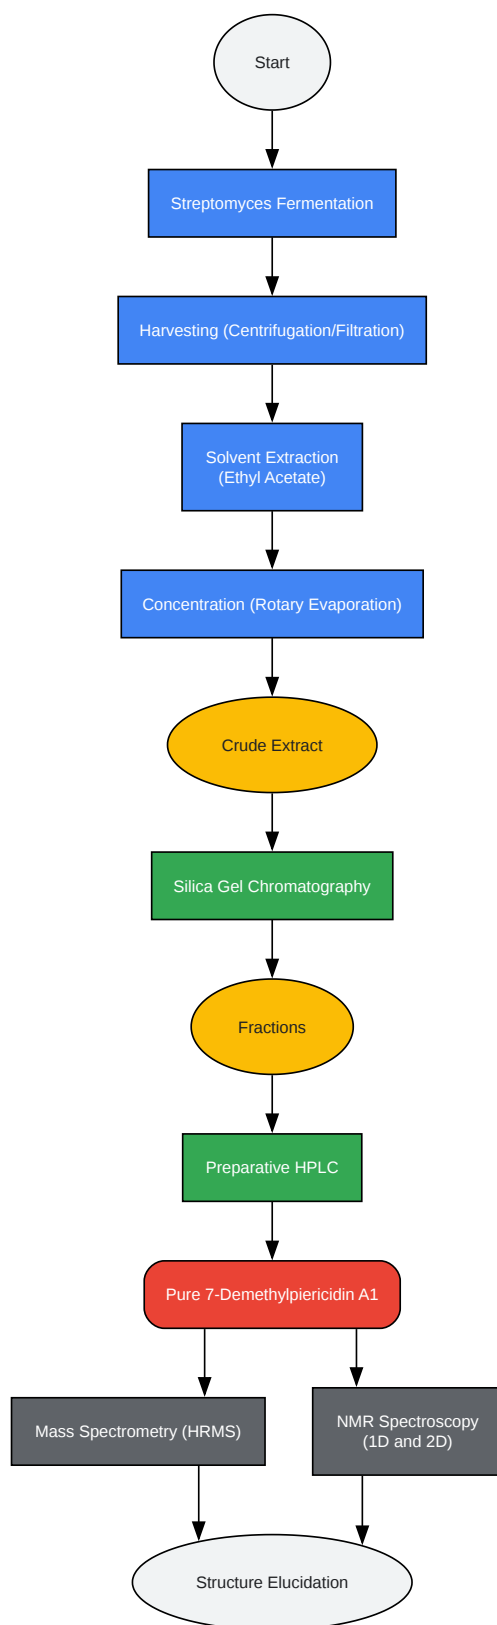 Start
Streptomyces Fermentation
Harvesting (Centrifugation/Filtration)
Solvent Extraction
(Ethyl Acetate)
Concentration (Rotary Evaporation)
Crude Extract
Silica Gel Chromatography
Fractions
Preparative HPLC
Pure 7-Demethylpiericidin A1
Mass Spectrometry (HRMS)
NMR Spectroscopy
(1D and 2D)
Structure Elucidation